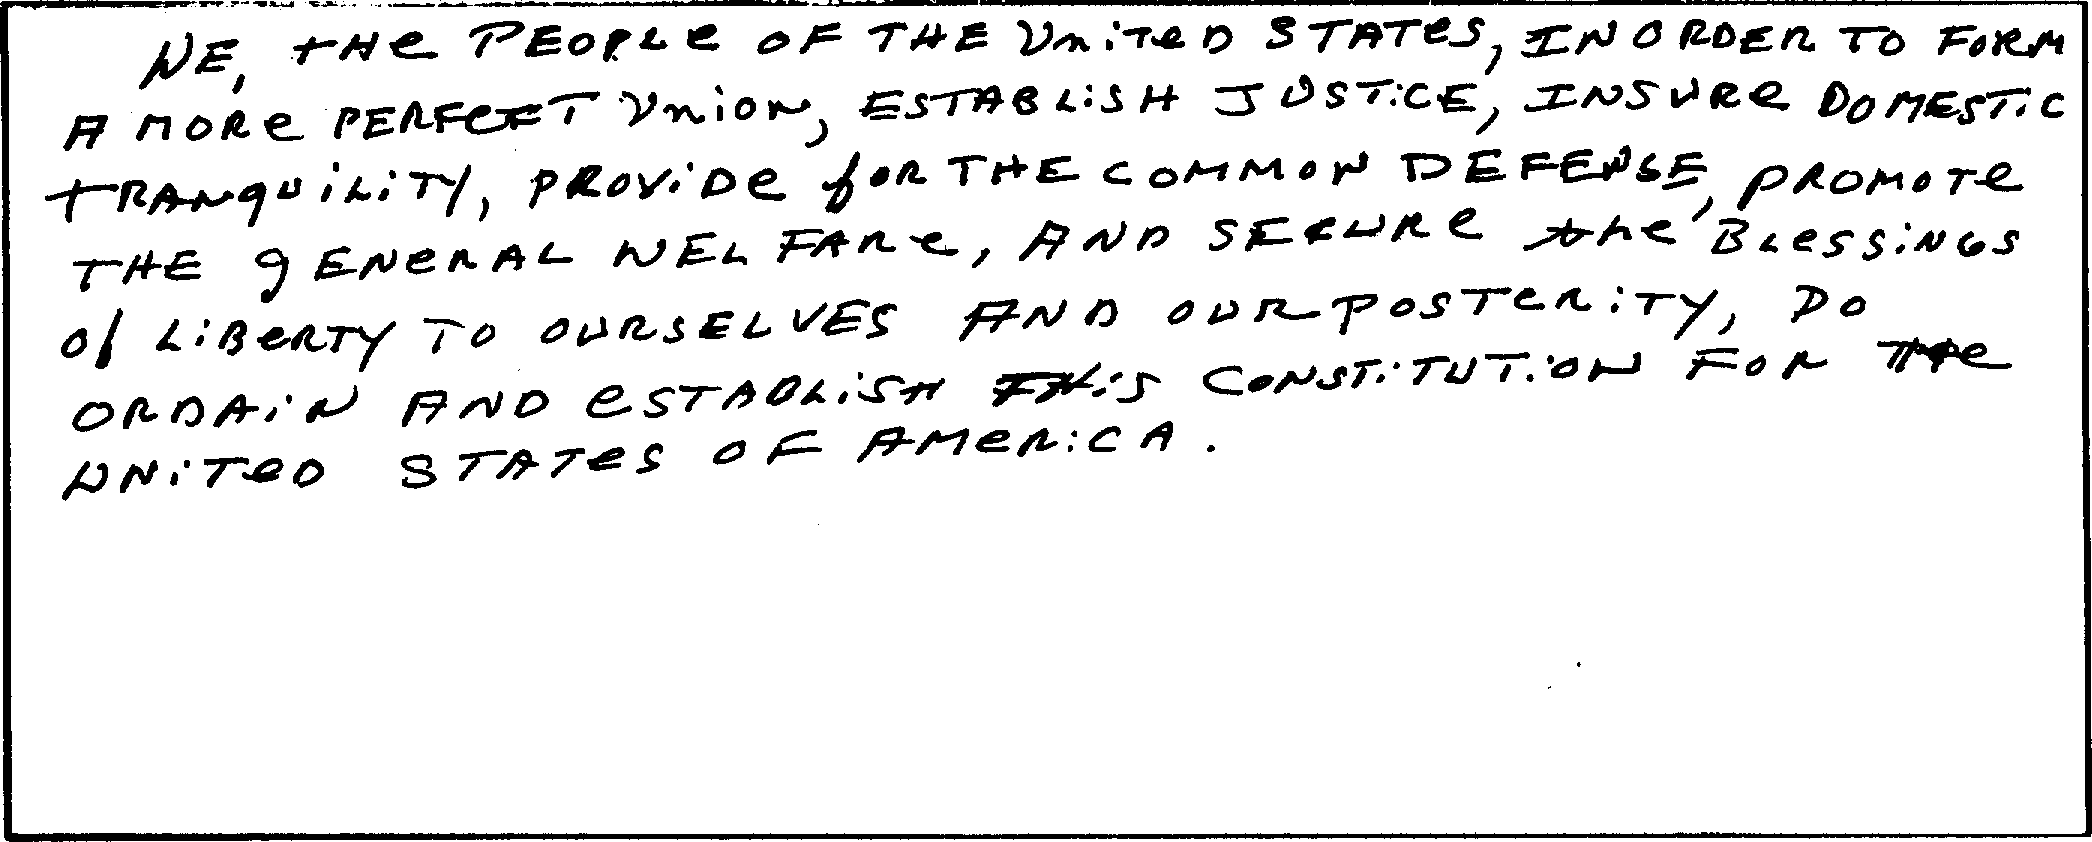 WE, tHe PEOPLe OF THE UniTeD STATeS, IN ORDER TO FORM
A MORe PERFeCT Union, ESTABLiSH JUSTiCE, INSURe DOMESTiC
tRANqUiLiTY, PROViDe foR THE COMMON DEFENSE, PROMOTe
THE gENeRAL WELFARe, AND SECURe the BLeSSiNGS
of LiBeRTY TO OURSELVES AND OUR POSTeRiTY, DO
ORDAiN AND eSTABLiSH THiS CONSTiTUTiON FOR THe
UNiTeD STATeS OF AMeRiCA.